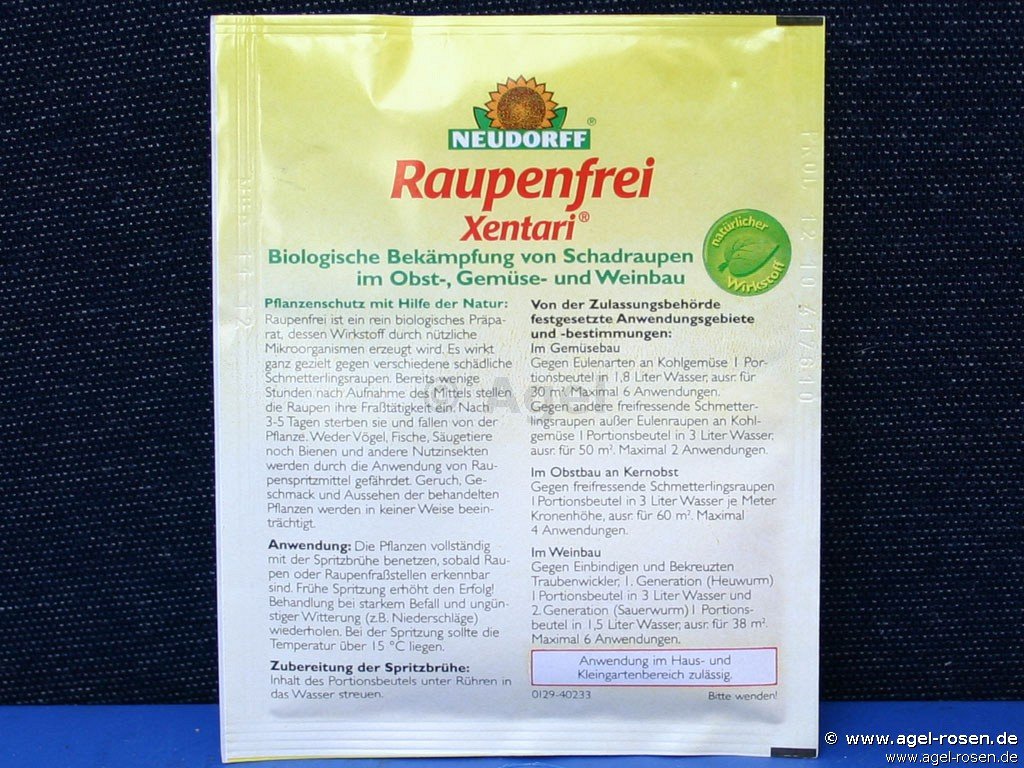 NEUDORFF®
Raupenfrei
Xentari®
Biologische Bekämpfung von Schadraupen
im Obst-, Gemüse- und Weinbau
natürlicher
Wirkstoff
Pflanzenschutz mit Hilfe der Natur:
Raupenfrei ist ein rein biologisches Präpa-
rat, dessen Wirkstoff durch nützliche
Mikroorganismen erzeugt wird. Es wirkt
ganz gezielt gegen verschiedene schädliche
Schmetterlingsraupen. Bereits wenige
Stunden nach Aufnahme des Mittels stellen
die Raupen ihre Fraßtätigkeit ein. Nach
3-5 Tagen sterben sie und fallen von der
Pflanze. Weder Vögel, Fische, Säugetiere
noch Bienen und andere Nutzinsekten
werden durch die Anwendung von Rau-
penspritzmittel gefährdet. Geruch, Ge-
schmack und Aussehen der behandelten
Pflanzen werden in keiner Weise beein-
trächtigt.
Anwendung: Die Pflanzen vollständig
mit der Spritzbrühe benetzen, sobald Rau-
pen oder Raupenfraßstellen erkennbar
sind. Frühe Spritzung erhöht den Erfolg!
Behandlung bei starkem Befall und ungün-
stiger Witterung (z.B. Niederschläge)
wiederholen. Bei der Spritzung sollte die
Temperatur über 15 °C liegen.
Zubereitung der Spritzbrühe:
Inhalt des Portionsbeutels unter Rühren in
das Wasser streuen.
Von der Zulassungsbehörde
festgesetzte Anwendungsgebiete
und -bestimmungen:
Im Gemüsebau
Gegen Eulenarten an Kohlgemüse 1 Por-
tionsbeutel in 1,8 Liter Wasser, ausr. für
30 m². Maximal 6 Anwendungen.
Gegen andere freifressende Schmetter-
lingsraupen außer Eulenraupen an Kohl-
gemüse 1 Portionsbeutel in 3 Liter Wasser,
ausr. für 50 m². Maximal 2 Anwendungen.
Im Obstbau an Kernobst
Gegen freifressende Schmetterlingsraupen
1 Portionsbeutel in 3 Liter Wasser je Meter
Kronenhöhe, ausr. für 60 m². Maximal
4 Anwendungen.
Im Weinbau
Gegen Einbindigen und Bekreuzten
Traubenwickler, 1. Generation (Heuwurm)
1 Portionsbeutel in 3 Liter Wasser und
2. Generation (Sauerwurm) 1 Portions-
beutel in 1,5 Liter Wasser, ausr. für 38 m².
Maximal 6 Anwendungen.
Anwendung im Haus- und
Kleingartenbereich zulässig.
0129-40233
Bitte wenden!
© Agel
© www.agel-rosen.de
www.agel-rosen.de